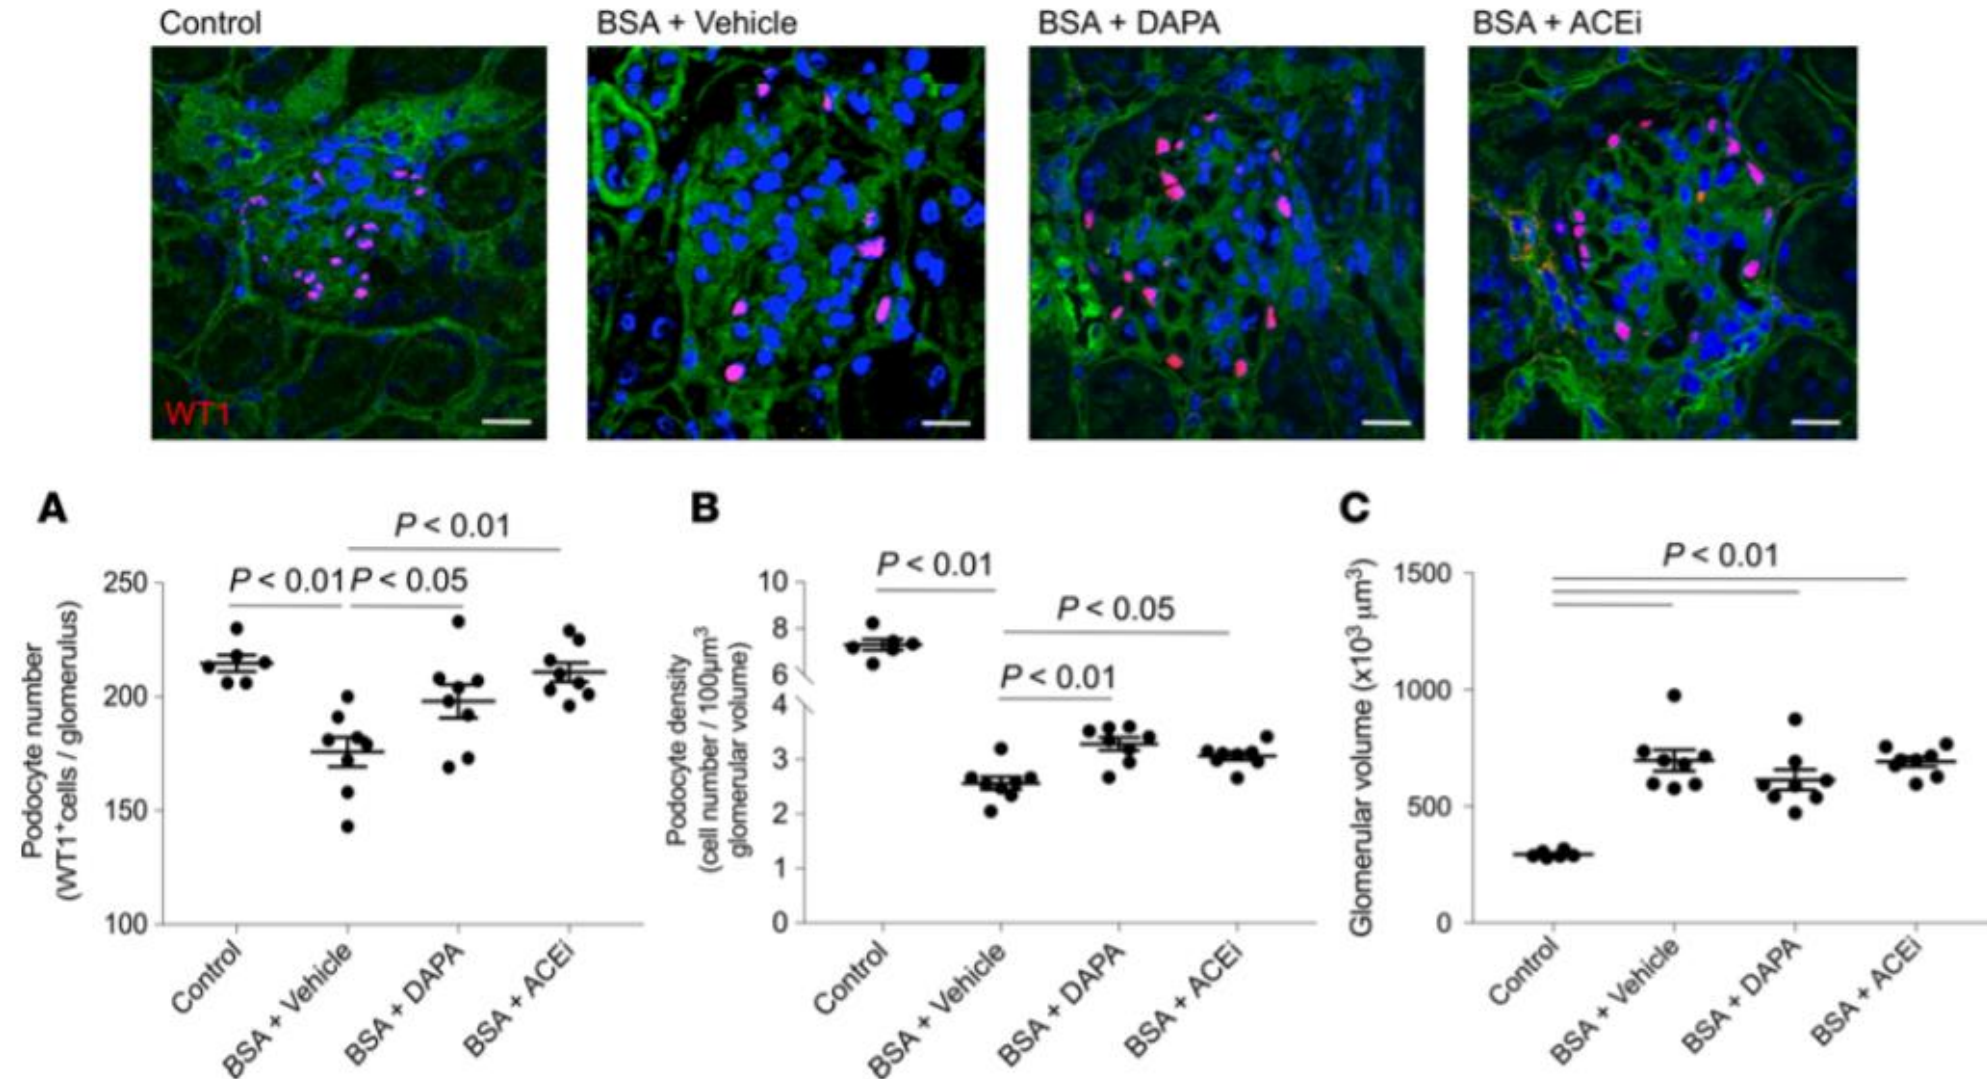 Control
BSA + Vehicle
BSA + DAPA
BSA + ACEi
WT1
A
B
C
P < 0.01
P < 0.01
P < 0.05
250
200
150
100
Podocyte number
(WT1⁺cells / glomerulus)
Control
BSA + Vehicle
BSA + DAPA
BSA + ACEi
P < 0.01
P < 0.05
P < 0.01
10
8
6
4
3
2
1
0
Podocyte density
(cell number / 100µm³
glomerular volume)
Control
BSA + Vehicle
BSA + DAPA
BSA + ACEi
P < 0.01
1500
1000
500
0
Glomerular volume (x10³ µm³)
Control
BSA + Vehicle
BSA + DAPA
BSA + ACEi